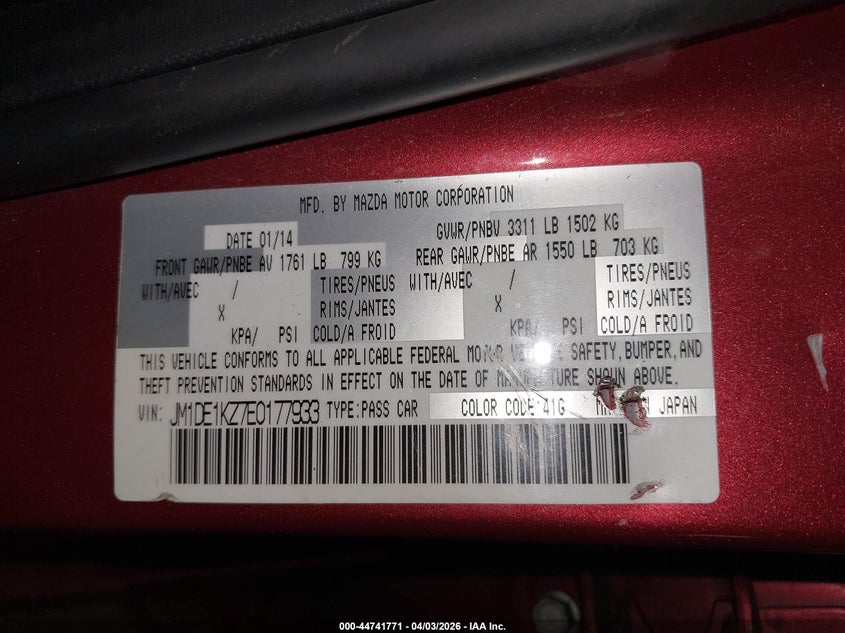 MFD. BY MAZDA MOTOR CORPORATION
DATE 01/14 GVWR/PNBV 3311 LB 1502 KG
FRONT GAWR/PNBE AV 1761 LB 799 KG REAR GAWR/PNBE AR 1550 LB 703 KG
WITH/AVEC / TIRES/PNEUS WITH/AVEC / TIRES/PNEUS
X RIMS/JANTES X RIMS/JANTES
KPA/ PSI COLD/A FROID KPA/ PSI COLD/A FROID
THIS VEHICLE CONFORMS TO ALL APPLICABLE FEDERAL SAFETY, BUMPER, AND
THEFT PREVENTION STANDARDS IN EFFECT ON THE DATE OF SHOWN ABOVE.
VIN: JM1DE1KZ7E0177933 TYPE:PASS CAR COLOR CODE:41G JAPAN
000-44741771 - 04/03/2026 - IAA Inc.